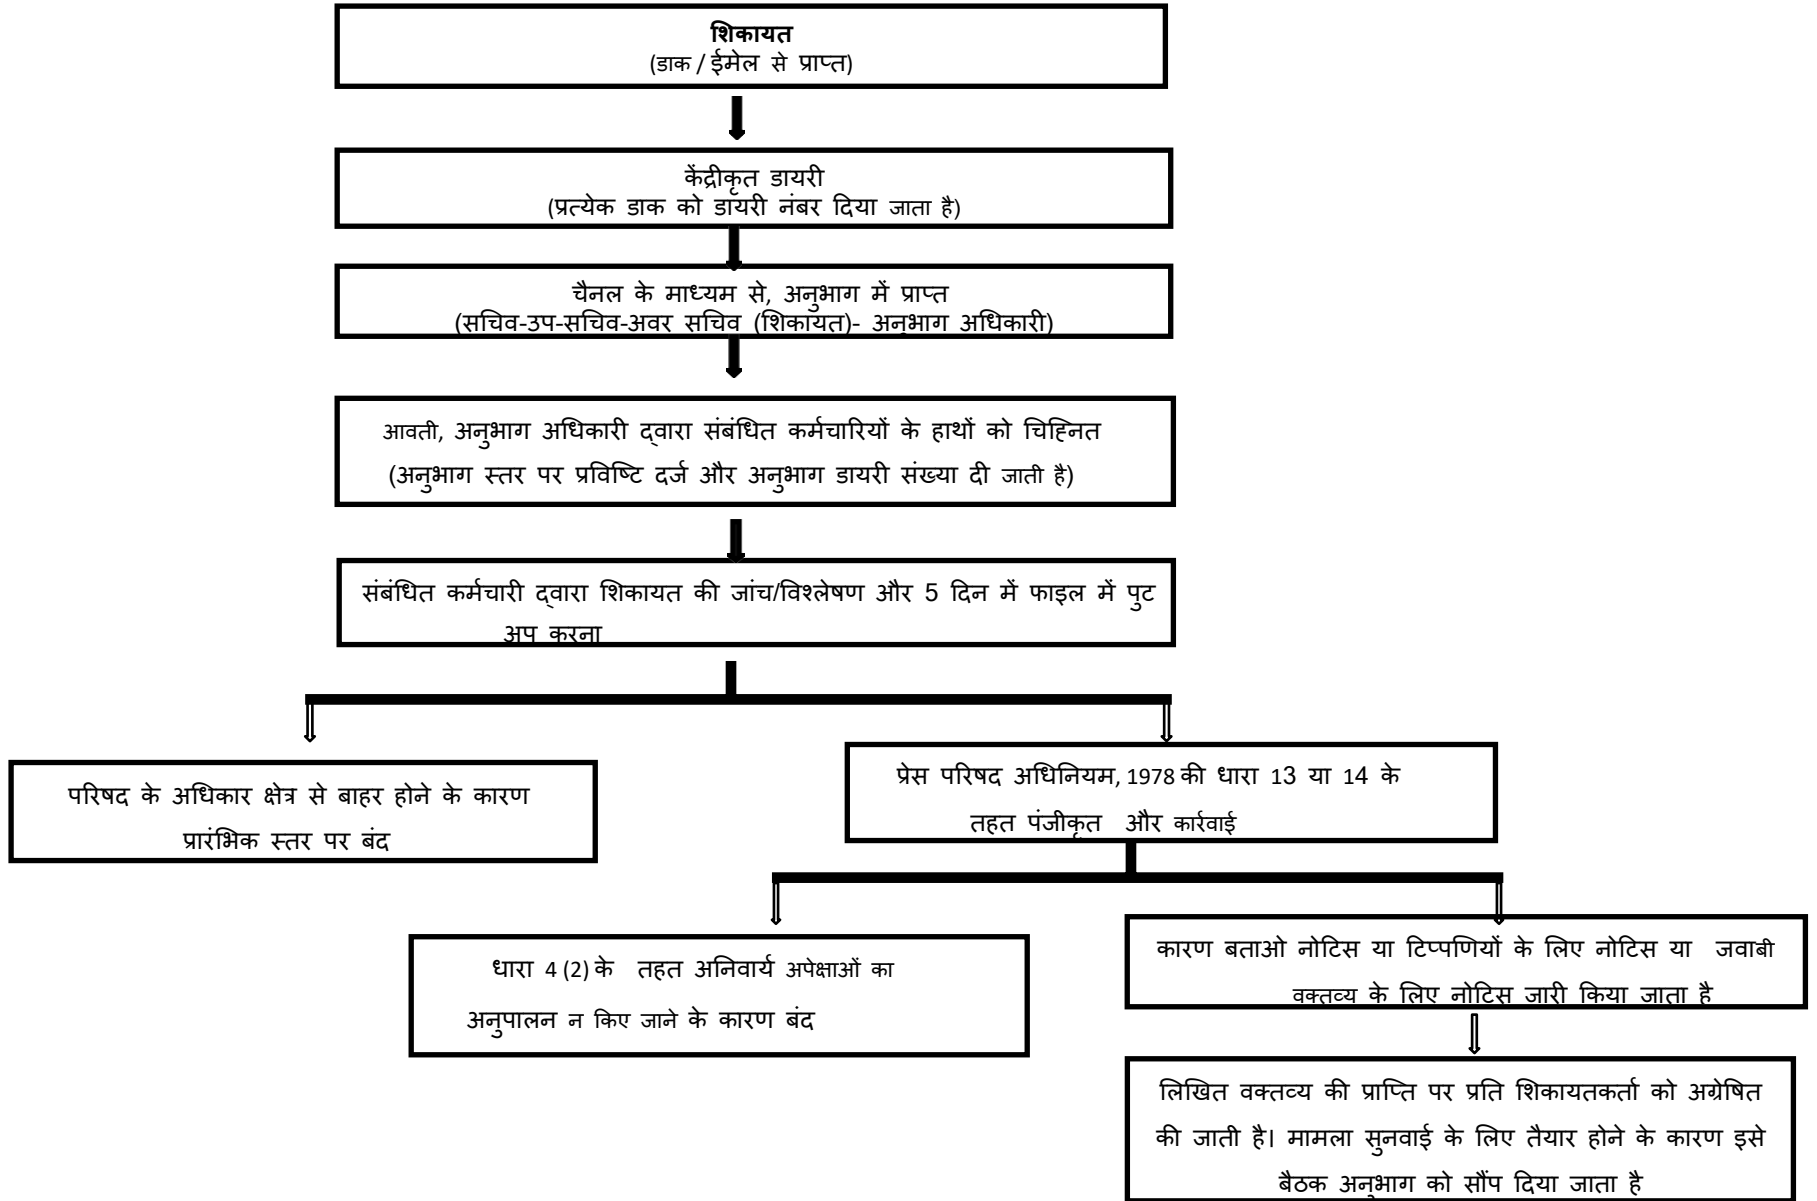 शिकायत
(डाक / ईमेल से प्राप्त)
केंद्रीकृत डायरी
(प्रत्येक डाक को डायरी नंबर दिया जाता है)
चैनल के माध्यम से, अनुभाग में प्राप्त
(सचिव-उप-सचिव-अवर सचिव (शिकायत)- अनुभाग अधिकारी)
आवती, अनुभाग अधिकारी द्वारा संबंधित कर्मचारियों के हाथों को चिह्नित
(अनुभाग स्तर पर प्रविष्टि दर्ज और अनुभाग डायरी संख्या दी जाती है)
संबंधित कर्मचारी द्वारा शिकायत की जांच/विश्लेषण और 5 दिन में फाइल में पुट
अप करना
परिषद के अधिकार क्षेत्र से बाहर होने के कारण
प्रारंभिक स्तर पर बंद
प्रेस परिषद अधिनियम, 1978 की धारा 13 या 14 के
तहत पंजीकृत और कार्रवाई
धारा 4 (2) के तहत अनिवार्य अपेक्षाओं का
अनुपालन न किए जाने के कारण बंद
कारण बताओ नोटिस या टिप्पणियों के लिए नोटिस या जवाबी
वक्तव्य के लिए नोटिस जारी किया जाता है
लिखित वक्तव्य की प्राप्ति पर प्रति शिकायतकर्ता को अग्रेषित
की जाती है। मामला सुनवाई के लिए तैयार होने के कारण इसे
बैठक अनुभाग को सौंप दिया जाता है